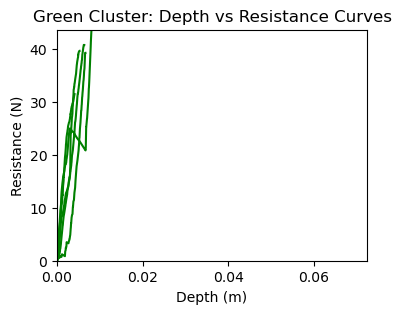 Green Cluster: Depth vs Resistance Curves
Resistance (N)
40
30
20
10
0
0.00 0.02 0.04 0.06
Depth (m)